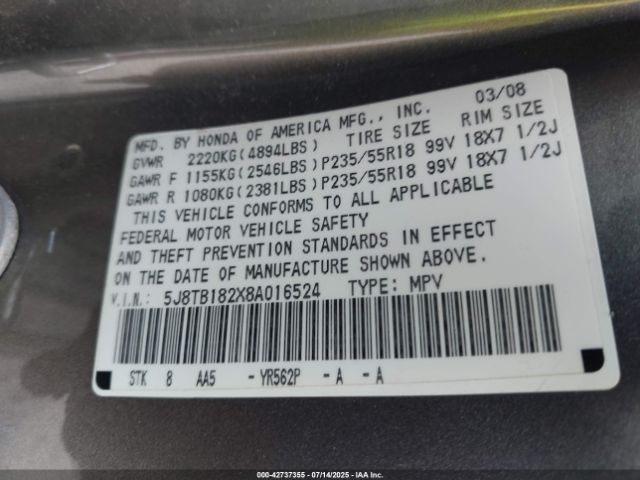 MFD. BY HONDA OF AMERICA MFG., INC. 03/08
GVWR 2220KG(4894LBS) TIRE SIZE RIM SIZE
GAWR F 1155KG(2546LBS)P235/55R18 99V 18X7 1/2J
GAWR R 1080KG(2381LBS)P235/55R18 99V 18X7 1/2J
THIS VEHICLE CONFORMS TO ALL APPLICABLE
FEDERAL MOTOR VEHICLE SAFETY
AND THEFT PREVENTION STANDARDS IN EFFECT
ON THE DATE OF MANUFACTURE SHOWN ABOVE.
V.I.N.: 5J8TB182X8A016524 TYPE: MPV
STK 8 AA5 -YR562P -A -A
000-42737355 - 07/14/2025 - IAAI.COM